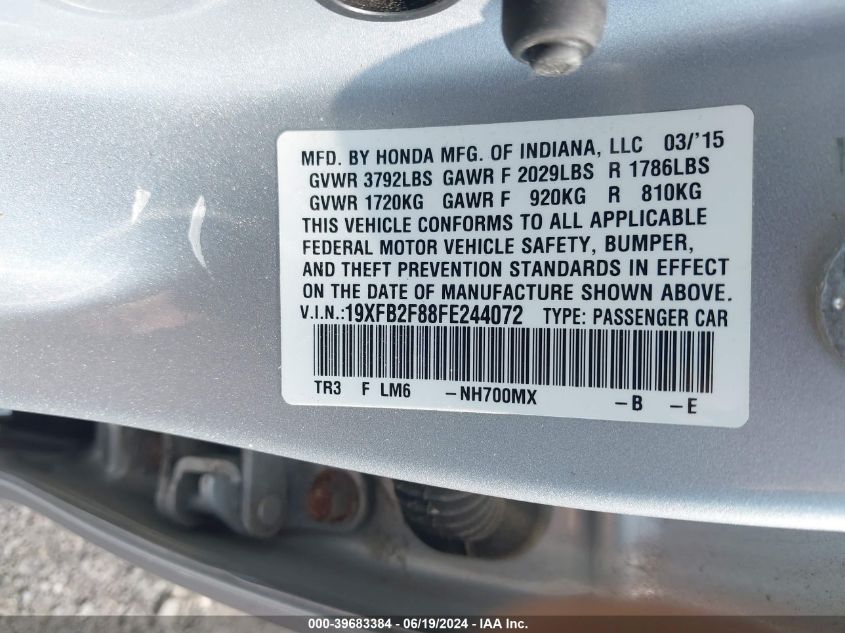 MFD. BY HONDA MFG. OF INDIANA, LLC 03/'15
GVWR 3792LBS GAWR F 2029LBS R 1786LBS
GVWR 1720KG GAWR F 920KG R 810KG
THIS VEHICLE CONFORMS TO ALL APPLICABLE
FEDERAL MOTOR VEHICLE SAFETY, BUMPER,
AND THEFT PREVENTION STANDARDS IN EFFECT
ON THE DATE OF MANUFACTURE SHOWN ABOVE.
V.I.N.:19XFB2F88FE244072 TYPE: PASSENGER CAR
TR3 F LM6 -NH700MX -B -E
000-39683384 - 06/19/2024 - IAA Inc.